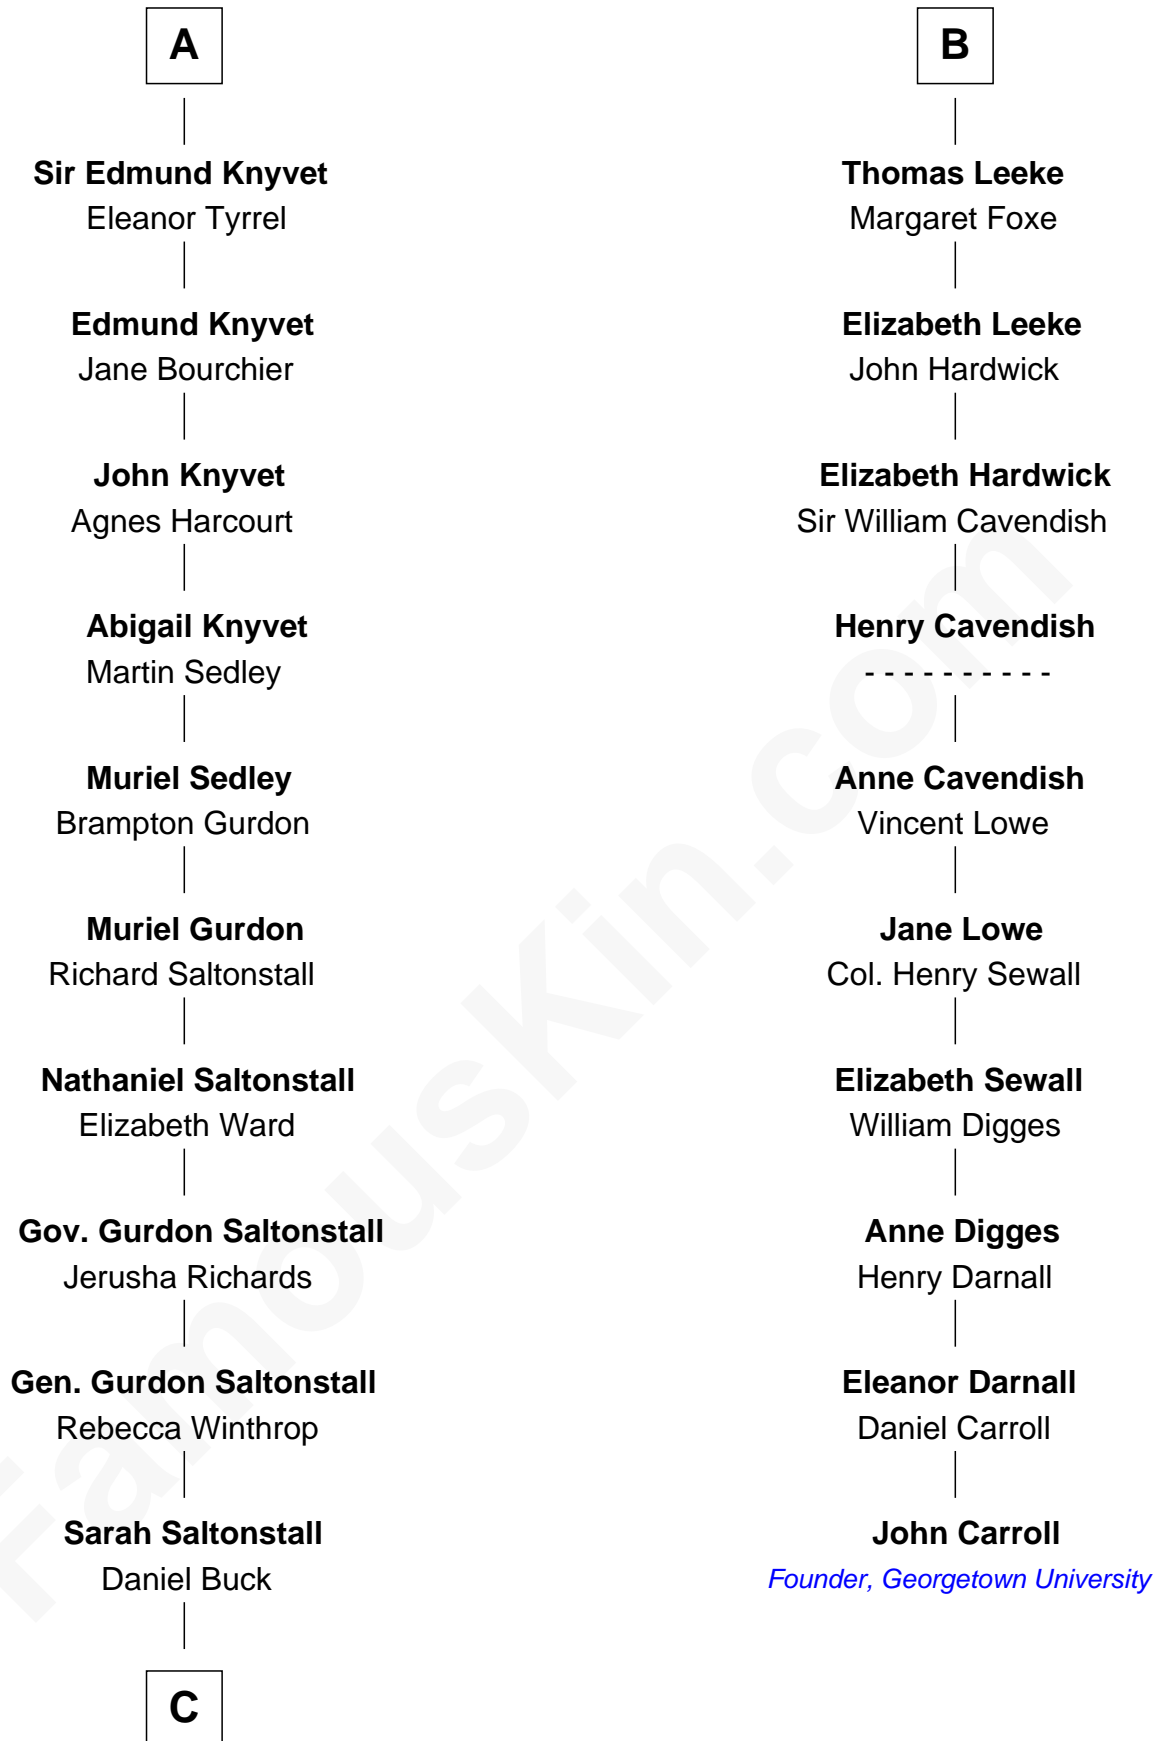 A
Sir Edmund Knyvet
Eleanor Tyrrel
Edmund Knyvet
Jane Bourchier
John Knyvet
Agnes Harcourt
Abigail Knyvet
Martin Sedley
Muriel Sedley
Brampton Gurdon
Muriel Gurdon
Richard Saltonstall
Nathaniel Saltonstall
Elizabeth Ward
Gov. Gurdon Saltonstall
Jerusha Richards
Gen. Gurdon Saltonstall
Rebecca Winthrop
Sarah Saltonstall
Daniel Buck
C
B
Thomas Leeke
Margaret Foxe
Elizabeth Leeke
John Hardwick
Elizabeth Hardwick
Sir William Cavendish
Henry Cavendish
- - - - - - - - - -
Anne Cavendish
Vincent Lowe
Jane Lowe
Col. Henry Sewall
Elizabeth Sewall
William Digges
Anne Digges
Henry Darnall
Eleanor Darnall
Daniel Carroll
John Carroll
Founder, Georgetown University
FamousKin.com